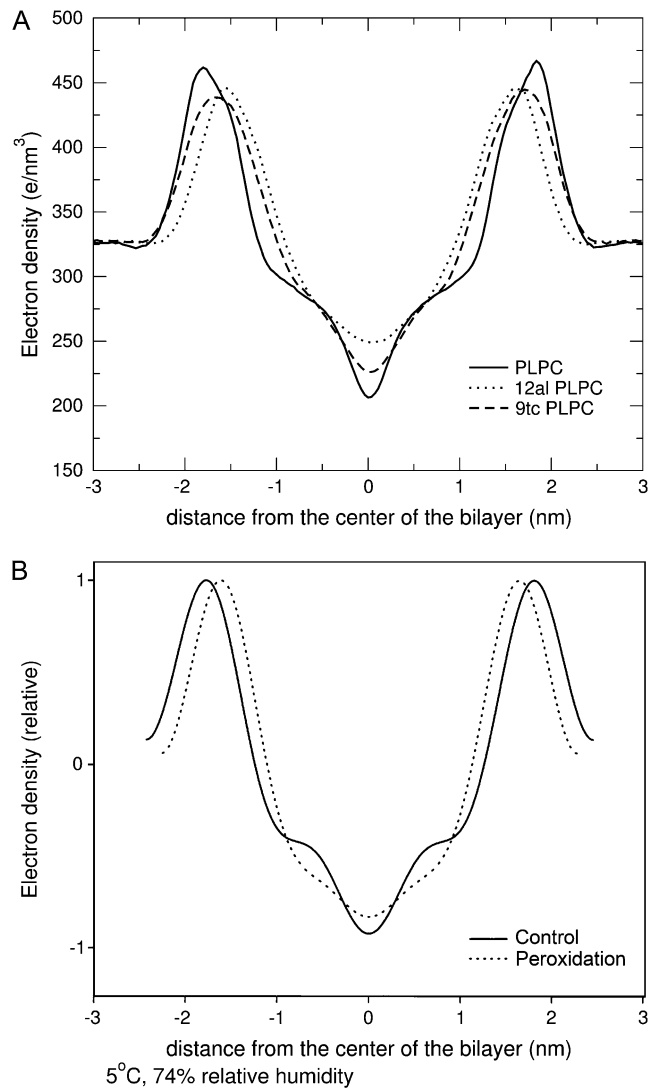 A
500
450
400
350
300
250
200
150
Electron density (e/nm³)
PLPC
12al PLPC
9tc PLPC
-3 -2 -1 0 1 2 3
distance from the center of the bilayer (nm)
B
1
0
-1
Electron density (relative)
Control
Peroxidation
-3 -2 -1 0 1 2 3
distance from the center of the bilayer (nm)
5°C, 74% relative humidity